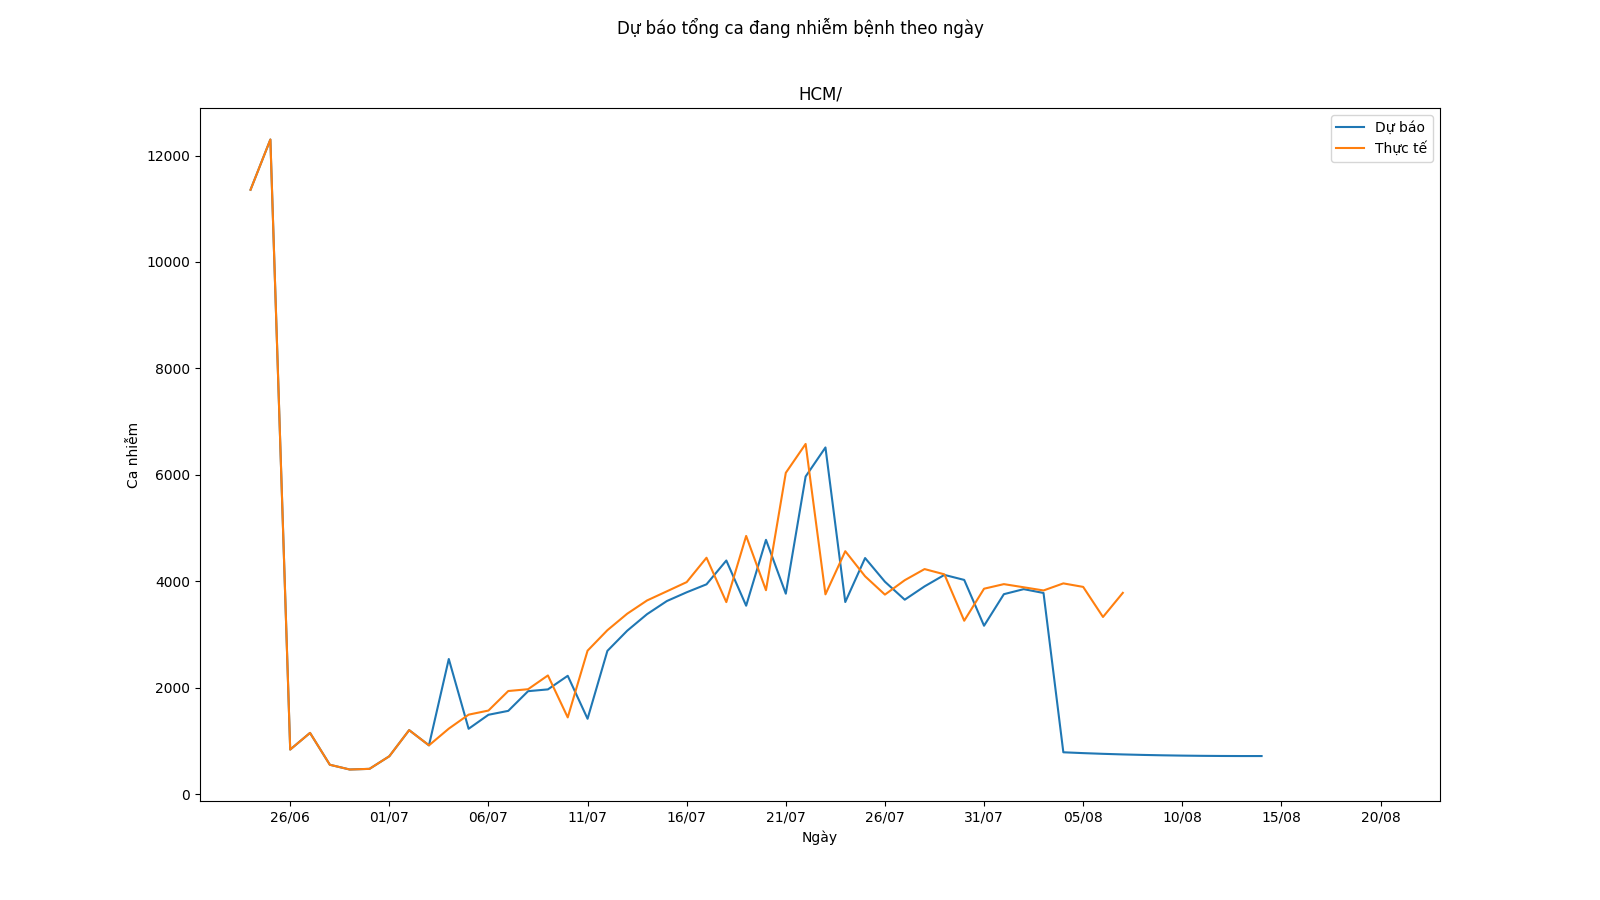 Dự báo tổng ca đang nhiễm bệnh theo ngày
HCM/
Dự báo
Thực tế
12000
10000
8000
6000
4000
2000
0
Ca nhiễm
26/06 01/07 06/07 11/07 16/07 21/07 26/07 31/07 05/08 10/08 15/08 20/08
Ngày